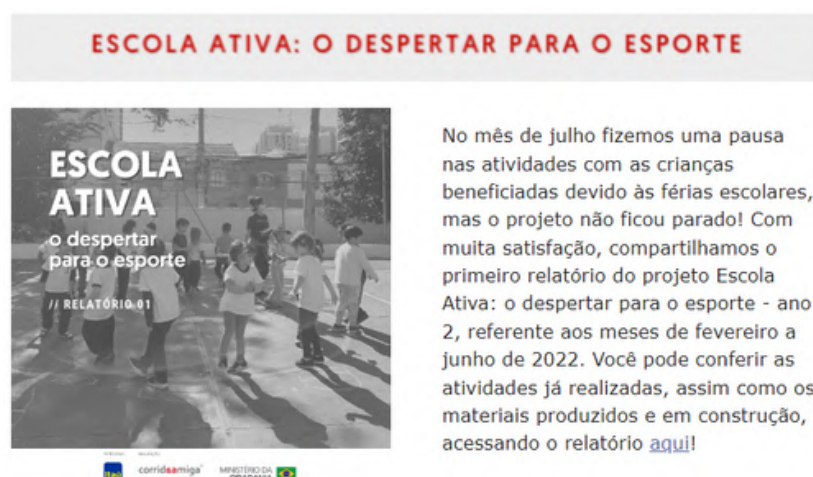 ESCOLA ATIVA: O DESPERTAR PARA O ESPORTE
ESCOLA
ATIVA
o despertar
para o esporte
// RELATÓRIO 01
No mês de julho fizemos uma pausa
nas atividades com as crianças
beneficiadas devido às férias escolares,
mas o projeto não ficou parado! Com
muita satisfação, compartilhamos o
primeiro relatório do projeto Escola
Ativa: o despertar para o esporte - ano
2, referente aos meses de fevereiro a
junho de 2022. Você pode conferir as
atividades já realizadas, assim como os
materiais produzidos e em construção,
acessando o relatório aqui!
corridaamiga
MINISTÉRIO DA
CIDADANIA